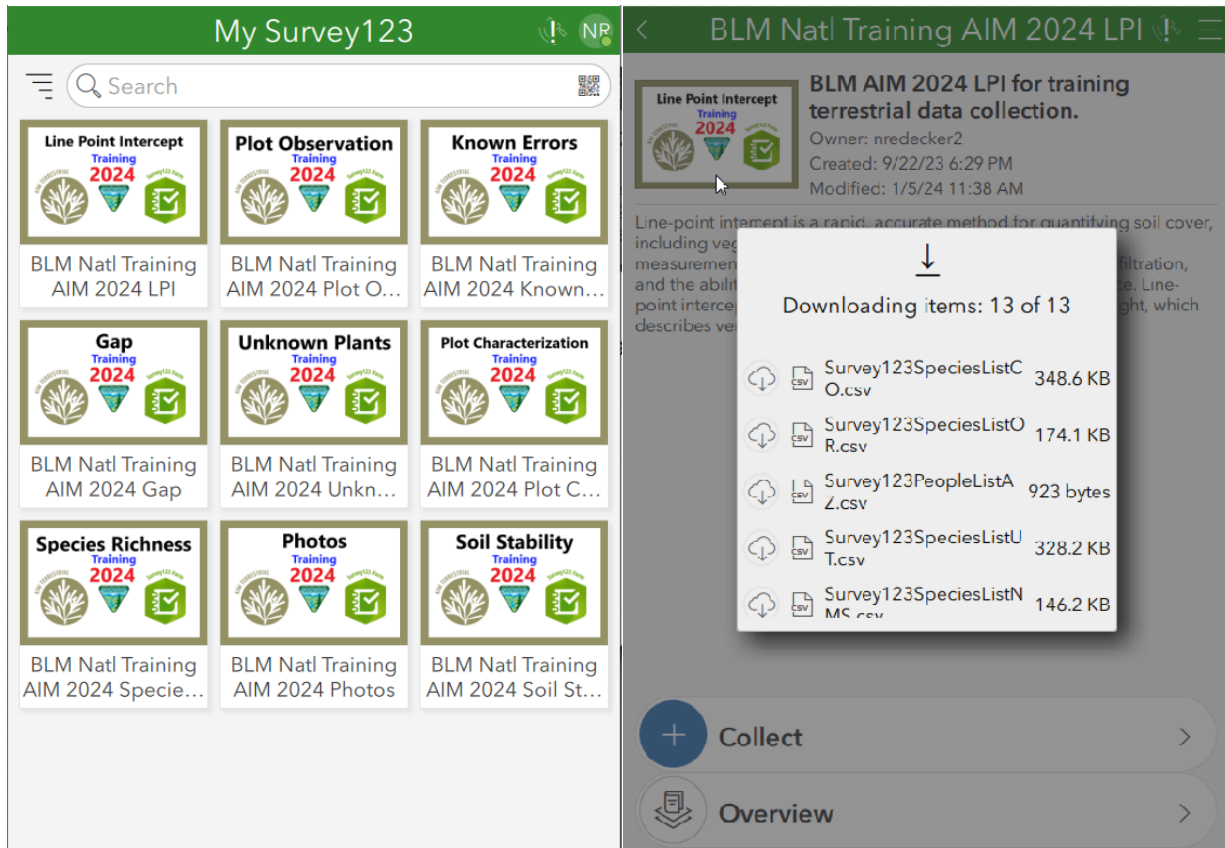 My Survey123
NR
Search
Line Point Intercept
Training
2024
BLM Natl Training
AIM 2024 LPI
Plot Observation
Training
2024
BLM Natl Training
AIM 2024 Plot O...
Known Errors
Training
2024
BLM Natl Training
AIM 2024 Known...
Gap
Training
2024
BLM Natl Training
AIM 2024 Gap
Unknown Plants
Training
2024
BLM Natl Training
AIM 2024 Unkn...
Plot Characterization
Training
2024
BLM Natl Training
AIM 2024 Plot C...
Species Richness
Training
2024
BLM Natl Training
AIM 2024 Specie...
Photos
Training
2024
BLM Natl Training
AIM 2024 Photos
Soil Stability
Training
2024
BLM Natl Training
AIM 2024 Soil St...
BLM Natl Training AIM 2024 LPI
Line Point Intercept
Training
2024
BLM AIM 2024 LPI for training
terrestrial data collection.
Owner: nredecker2
Created: 9/22/23 6:29 PM
Modified: 1/5/24 11:38 AM
Line-point intercept is a rapid, accurate method for quantifying soil cover,
including
measuremen filtration,
and the abilit Line-
point interce ght, which
describes
Downloading items: 13 of 13
Survey123SpeciesListC
O.csv
348.6 KB
Survey123SpeciesListO
R.csv
174.1 KB
Survey123PeopleListA
Z.csv
923 bytes
Survey123SpeciesListU
T.csv
328.2 KB
Survey123SpeciesListN
MS.csv
146.2 KB
Collect
Overview